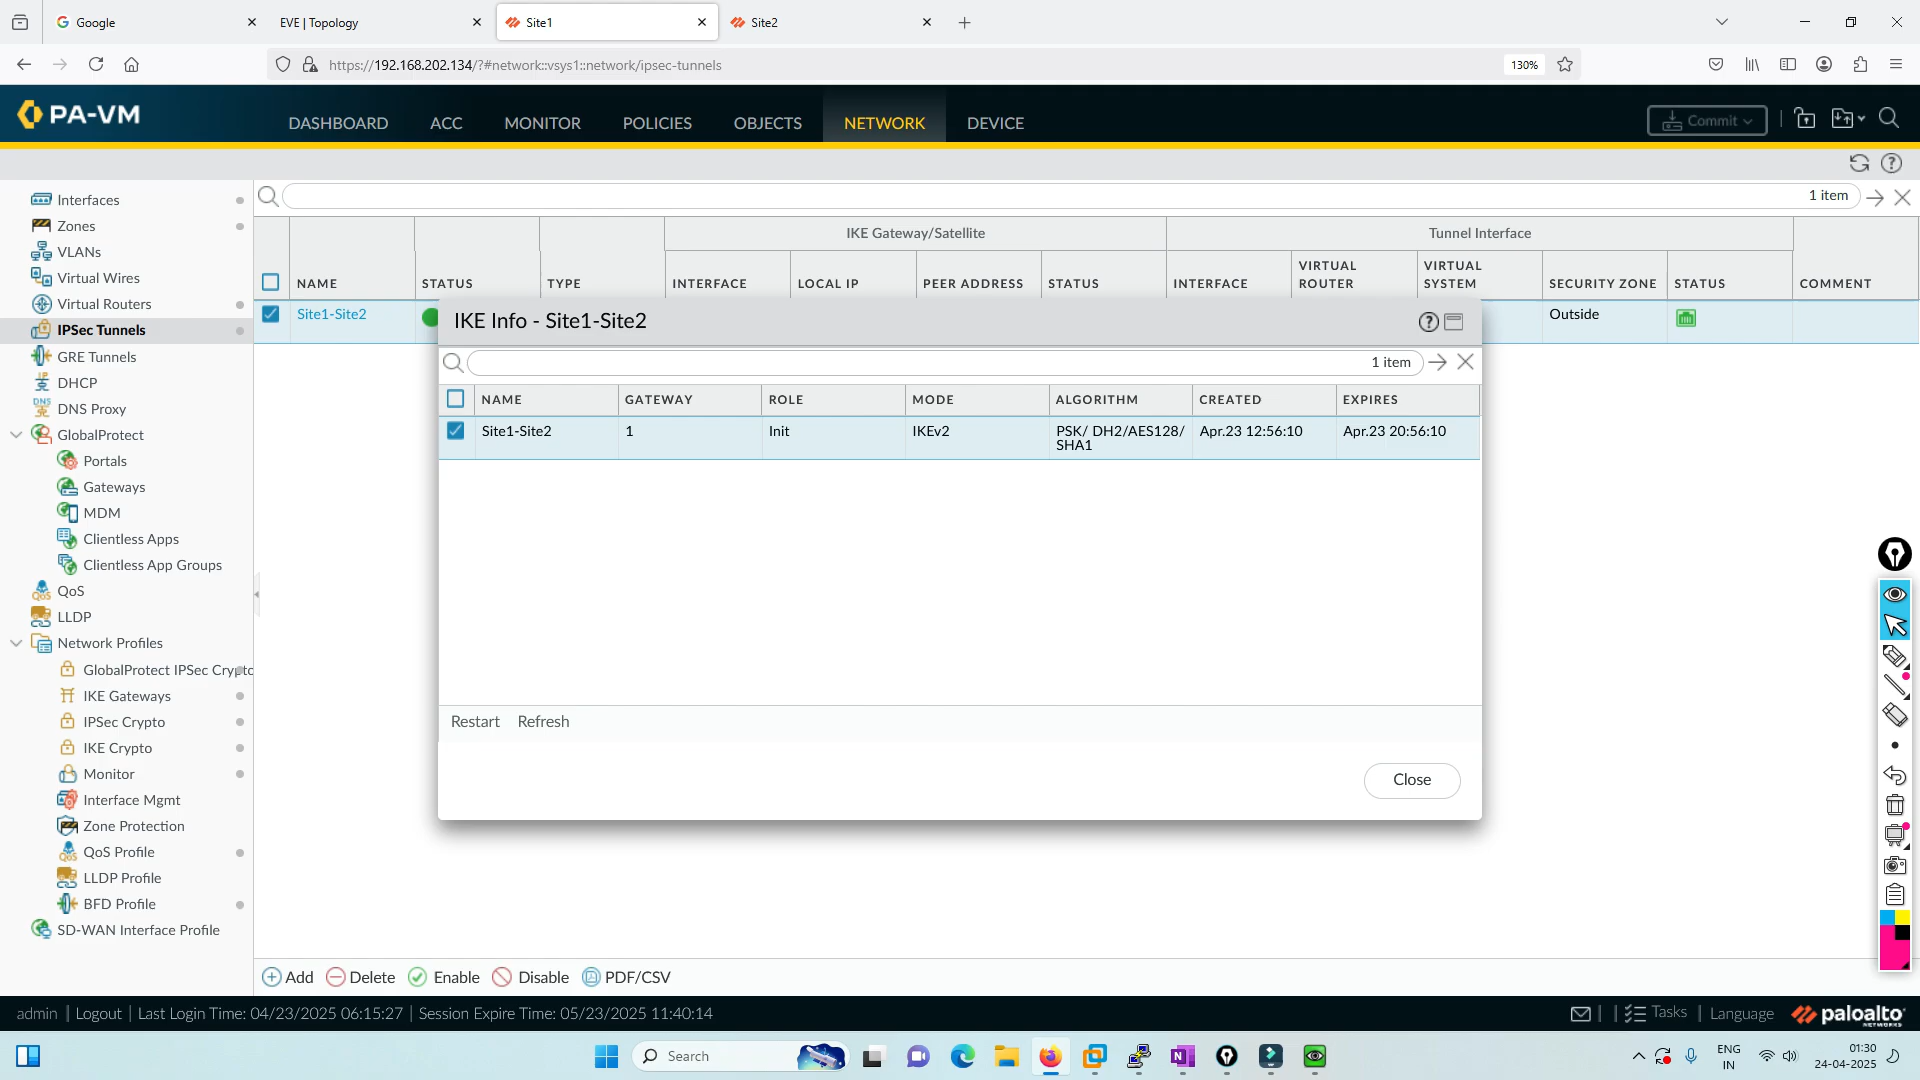 Google
EVE | Topology
Site1
Site2
https://192.168.202.134/?#network::vsys1::network/ipsec-tunnels
130%
PA-VM
DASHBOARD
ACC
MONITOR
POLICIES
OBJECTS
NETWORK
DEVICE
Commit
Interfaces
Zones
VLANs
Virtual Wires
Virtual Routers
IPSec Tunnels
GRE Tunnels
DHCP
DNS
DNS Proxy
GlobalProtect
Portals
Gateways
MDM
Clientless Apps
Clientless App Groups
QoS
LLDP
Network Profiles
GlobalProtect IPSec Crypto
IKE Gateways
IPSec Crypto
IKE Crypto
Monitor
Interface Mgmt
Zone Protection
QoS Profile
LLDP Profile
BFD Profile
SD-WAN Interface Profile
1 item
IKE Gateway/Satellite
Tunnel Interface
NAME
STATUS
TYPE
INTERFACE
LOCAL IP
PEER ADDRESS
STATUS
INTERFACE
VIRTUAL
ROUTER
VIRTUAL
SYSTEM
SECURITY ZONE
STATUS
COMMENT
Site1-Site2
Outside
IKE Info - Site1-Site2
1 item
NAME
GATEWAY
ROLE
MODE
ALGORITHM
CREATED
EXPIRES
Site1-Site2
1
Init
IKEv2
PSK/ DH2/AES128/
SHA1
Apr.23 12:56:10
Apr.23 20:56:10
Restart
Refresh
Close
Add
Delete
Enable
Disable
PDF/CSV
admin | Logout | Last Login Time: 04/23/2025 06:15:27 | Session Expire Time: 05/23/2025 11:40:14
Tasks
Language
paloalto
NETWORKS
Search
ENG
IN
01:30
24-04-2025